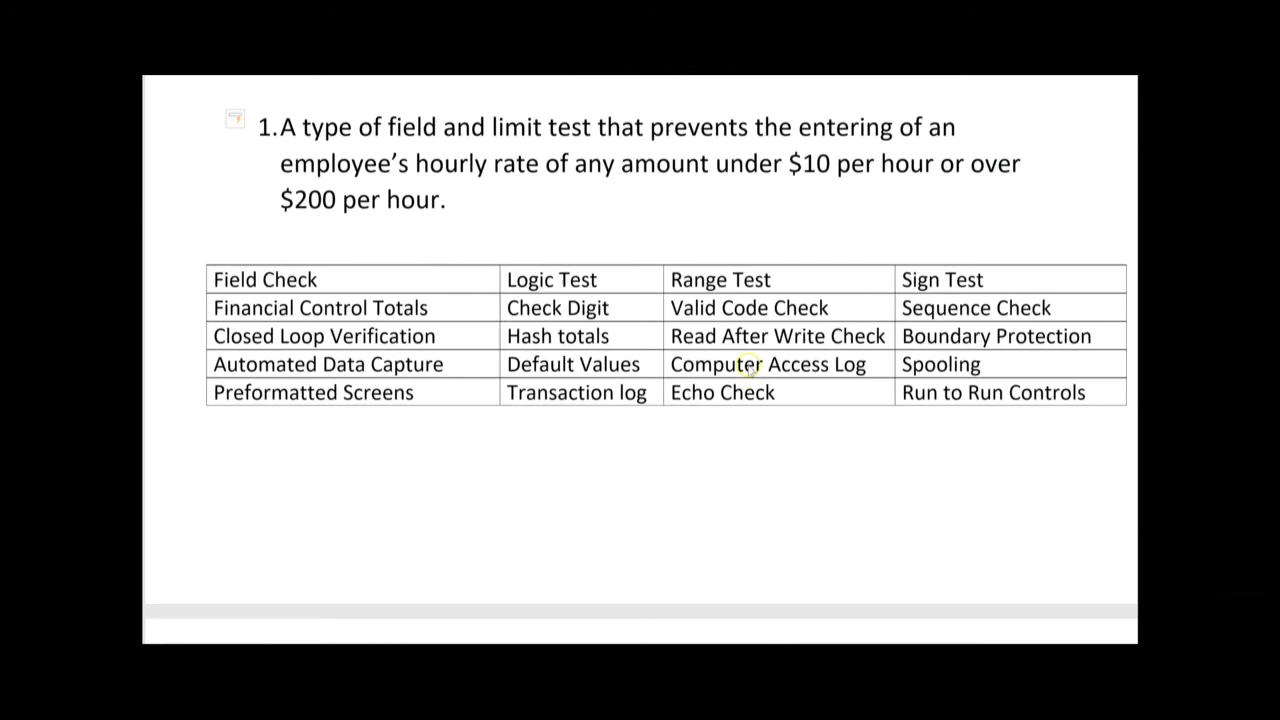 1. A type of field and limit test that prevents the entering of an
employee's hourly rate of any amount under $10 per hour or over
$200 per hour.
Field Check Logic Test Range Test Sign Test
Financial Control Totals Check Digit Valid Code Check Sequence Check
Closed Loop Verification Hash totals Read After Write Check Boundary Protection
Automated Data Capture Default Values Computer Access Log Spooling
Preformatted Screens Transaction log Echo Check Run to Run Controls